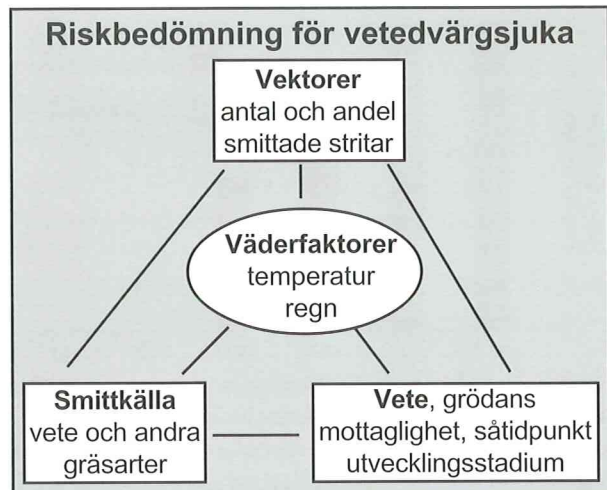 Riskbedömning för vetedvärgsjuka
Vektorer
antal och andel
smittade stritar
Väderfaktorer
temperatur
regn
Smittkälla
vete och andra
gräsarter
Vete, grödans
mottaglighet, såtidpunkt
utvecklingsstadium